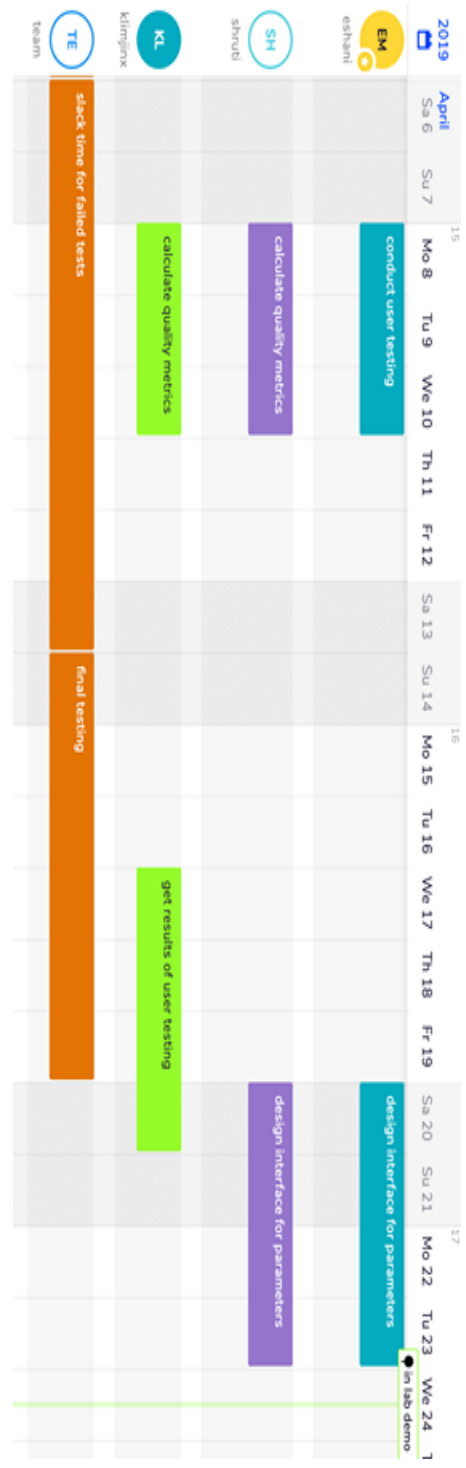 2019
April
15
16
17
Sa 6
Su 7
Mo 8
Tu 9
We 10
Th 11
Fr 12
Sa 13
Su 14
Mo 15
Tu 16
We 17
Th 18
Fr 19
Sa 20
Su 21
Mo 22
Tu 23
We 24
T
in lab demo
EM
eshani
conduct user testing
design interface for parameters
SH
shruti
calculate quality metrics
design interface for parameters
KL
klimjinx
calculate quality metrics
get results of user testing
TE
team
slack time for failed tests
final testing